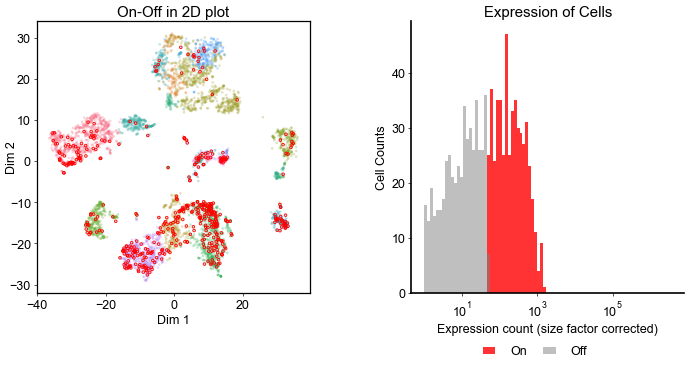 On-Off in 2D plot
30
20
10
0
−10
−20
−30
Dim 2
−40
−20
0
20
Dim 1
Expression of Cells
40
30
20
10
0
Cell Counts
10^1
10^3
10^5
Expression count (size factor corrected)
On
Off